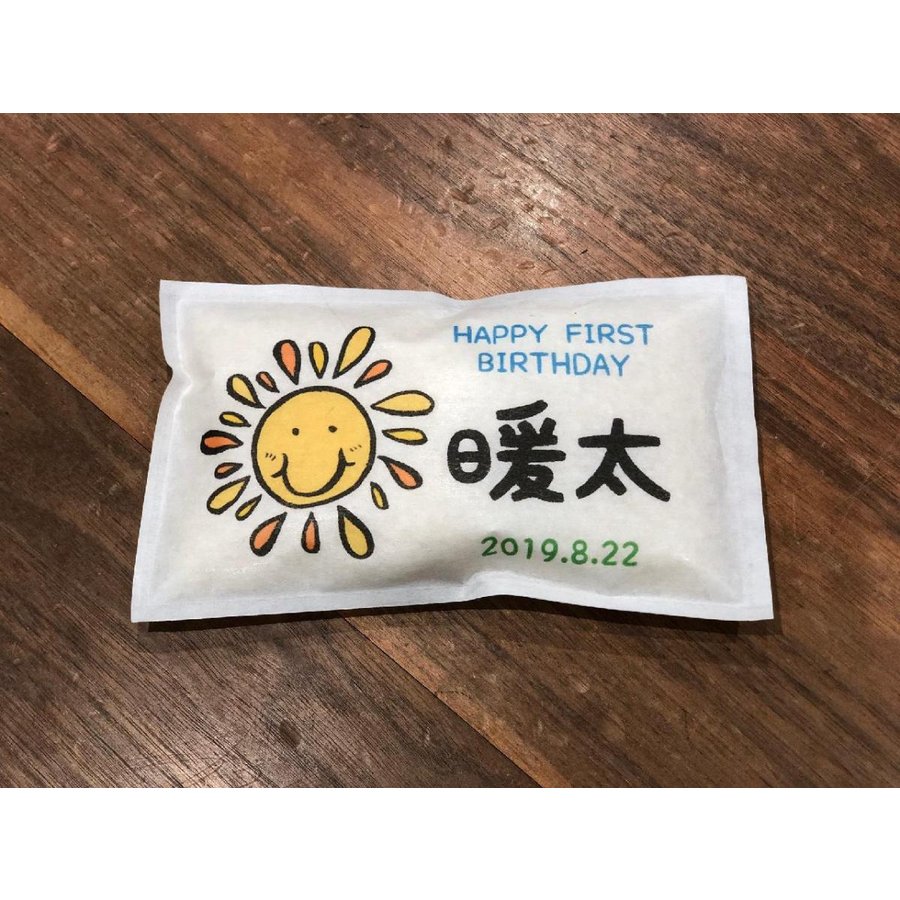 HAPPY FIRST
BIRTHDAY
暖太
2019.8.22